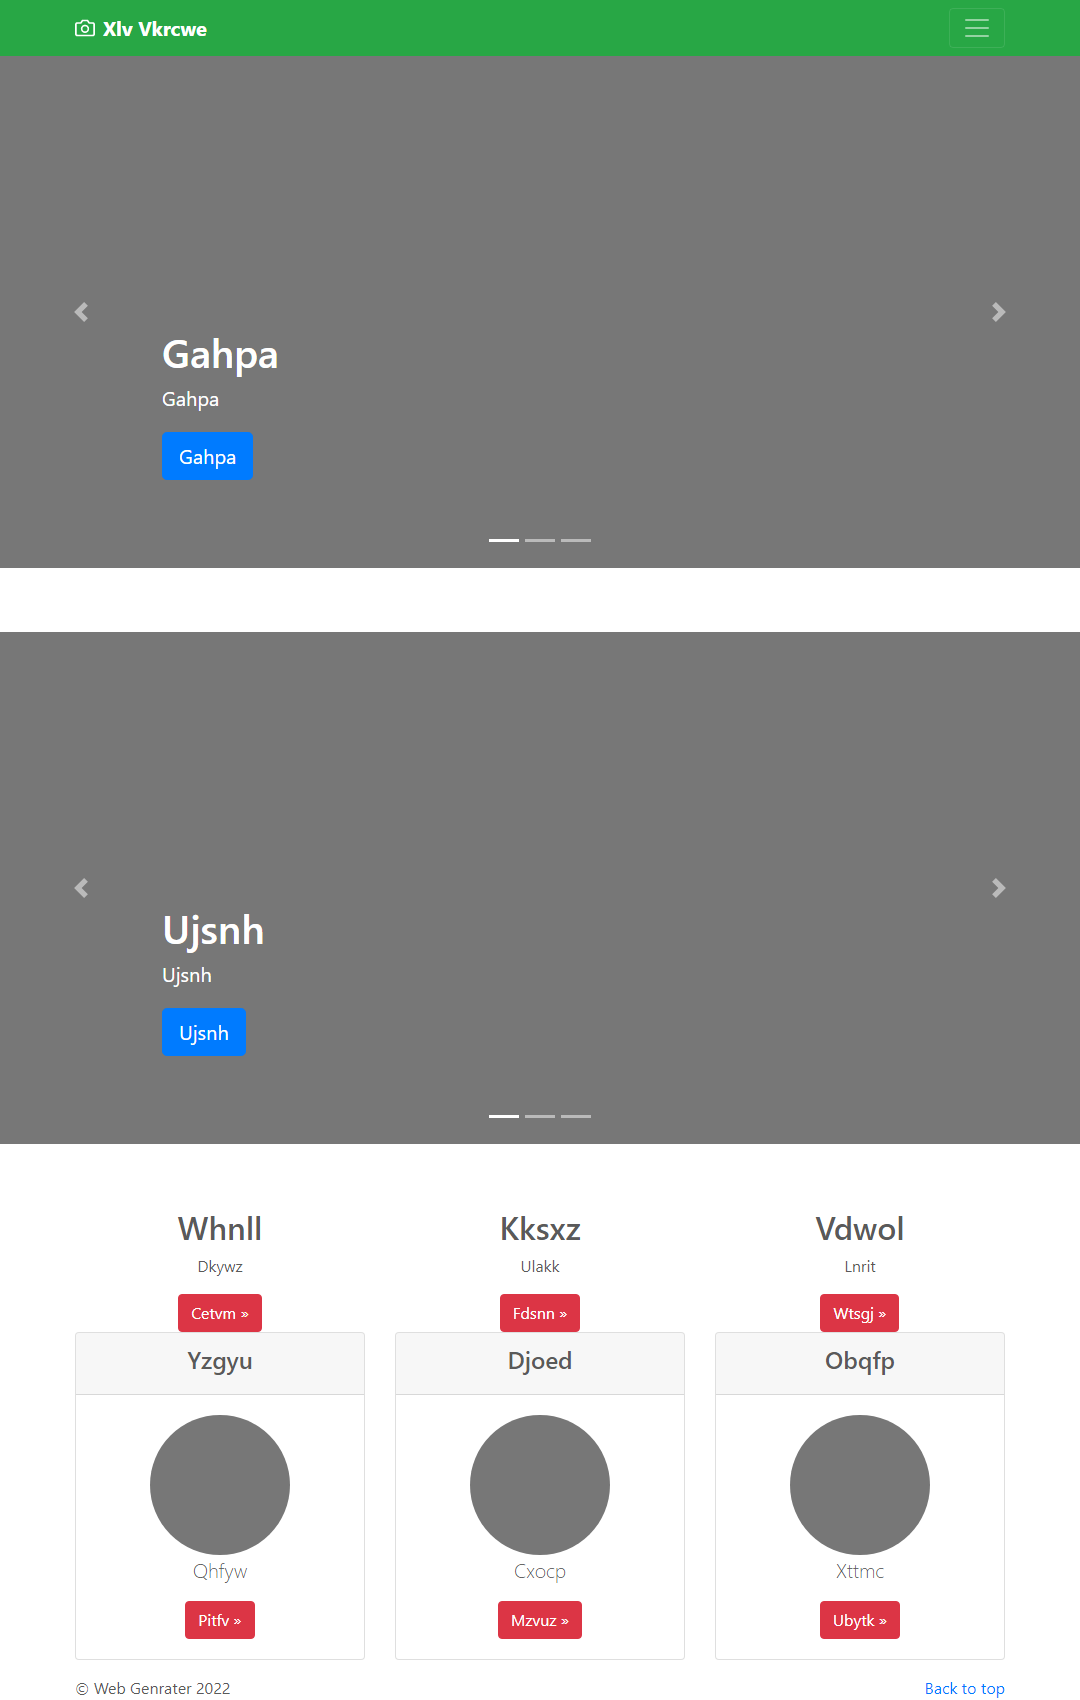 Xlv Vkrcwe
Gahpa
Gahpa
Gahpa
Ujsnh
Ujsnh
Ujsnh
Whnll
Dkywz
Cetvm »
Kksxz
Ulakk
Fdsnn »
Vdwol
Lnrit
Wtsgj »
Yzgyu
Qhfyw
Pitfv »
Djoed
Cxocp
Mzvuz »
Obqfp
Xttmc
Ubytk »
© Web Genrater 2022
Back to top